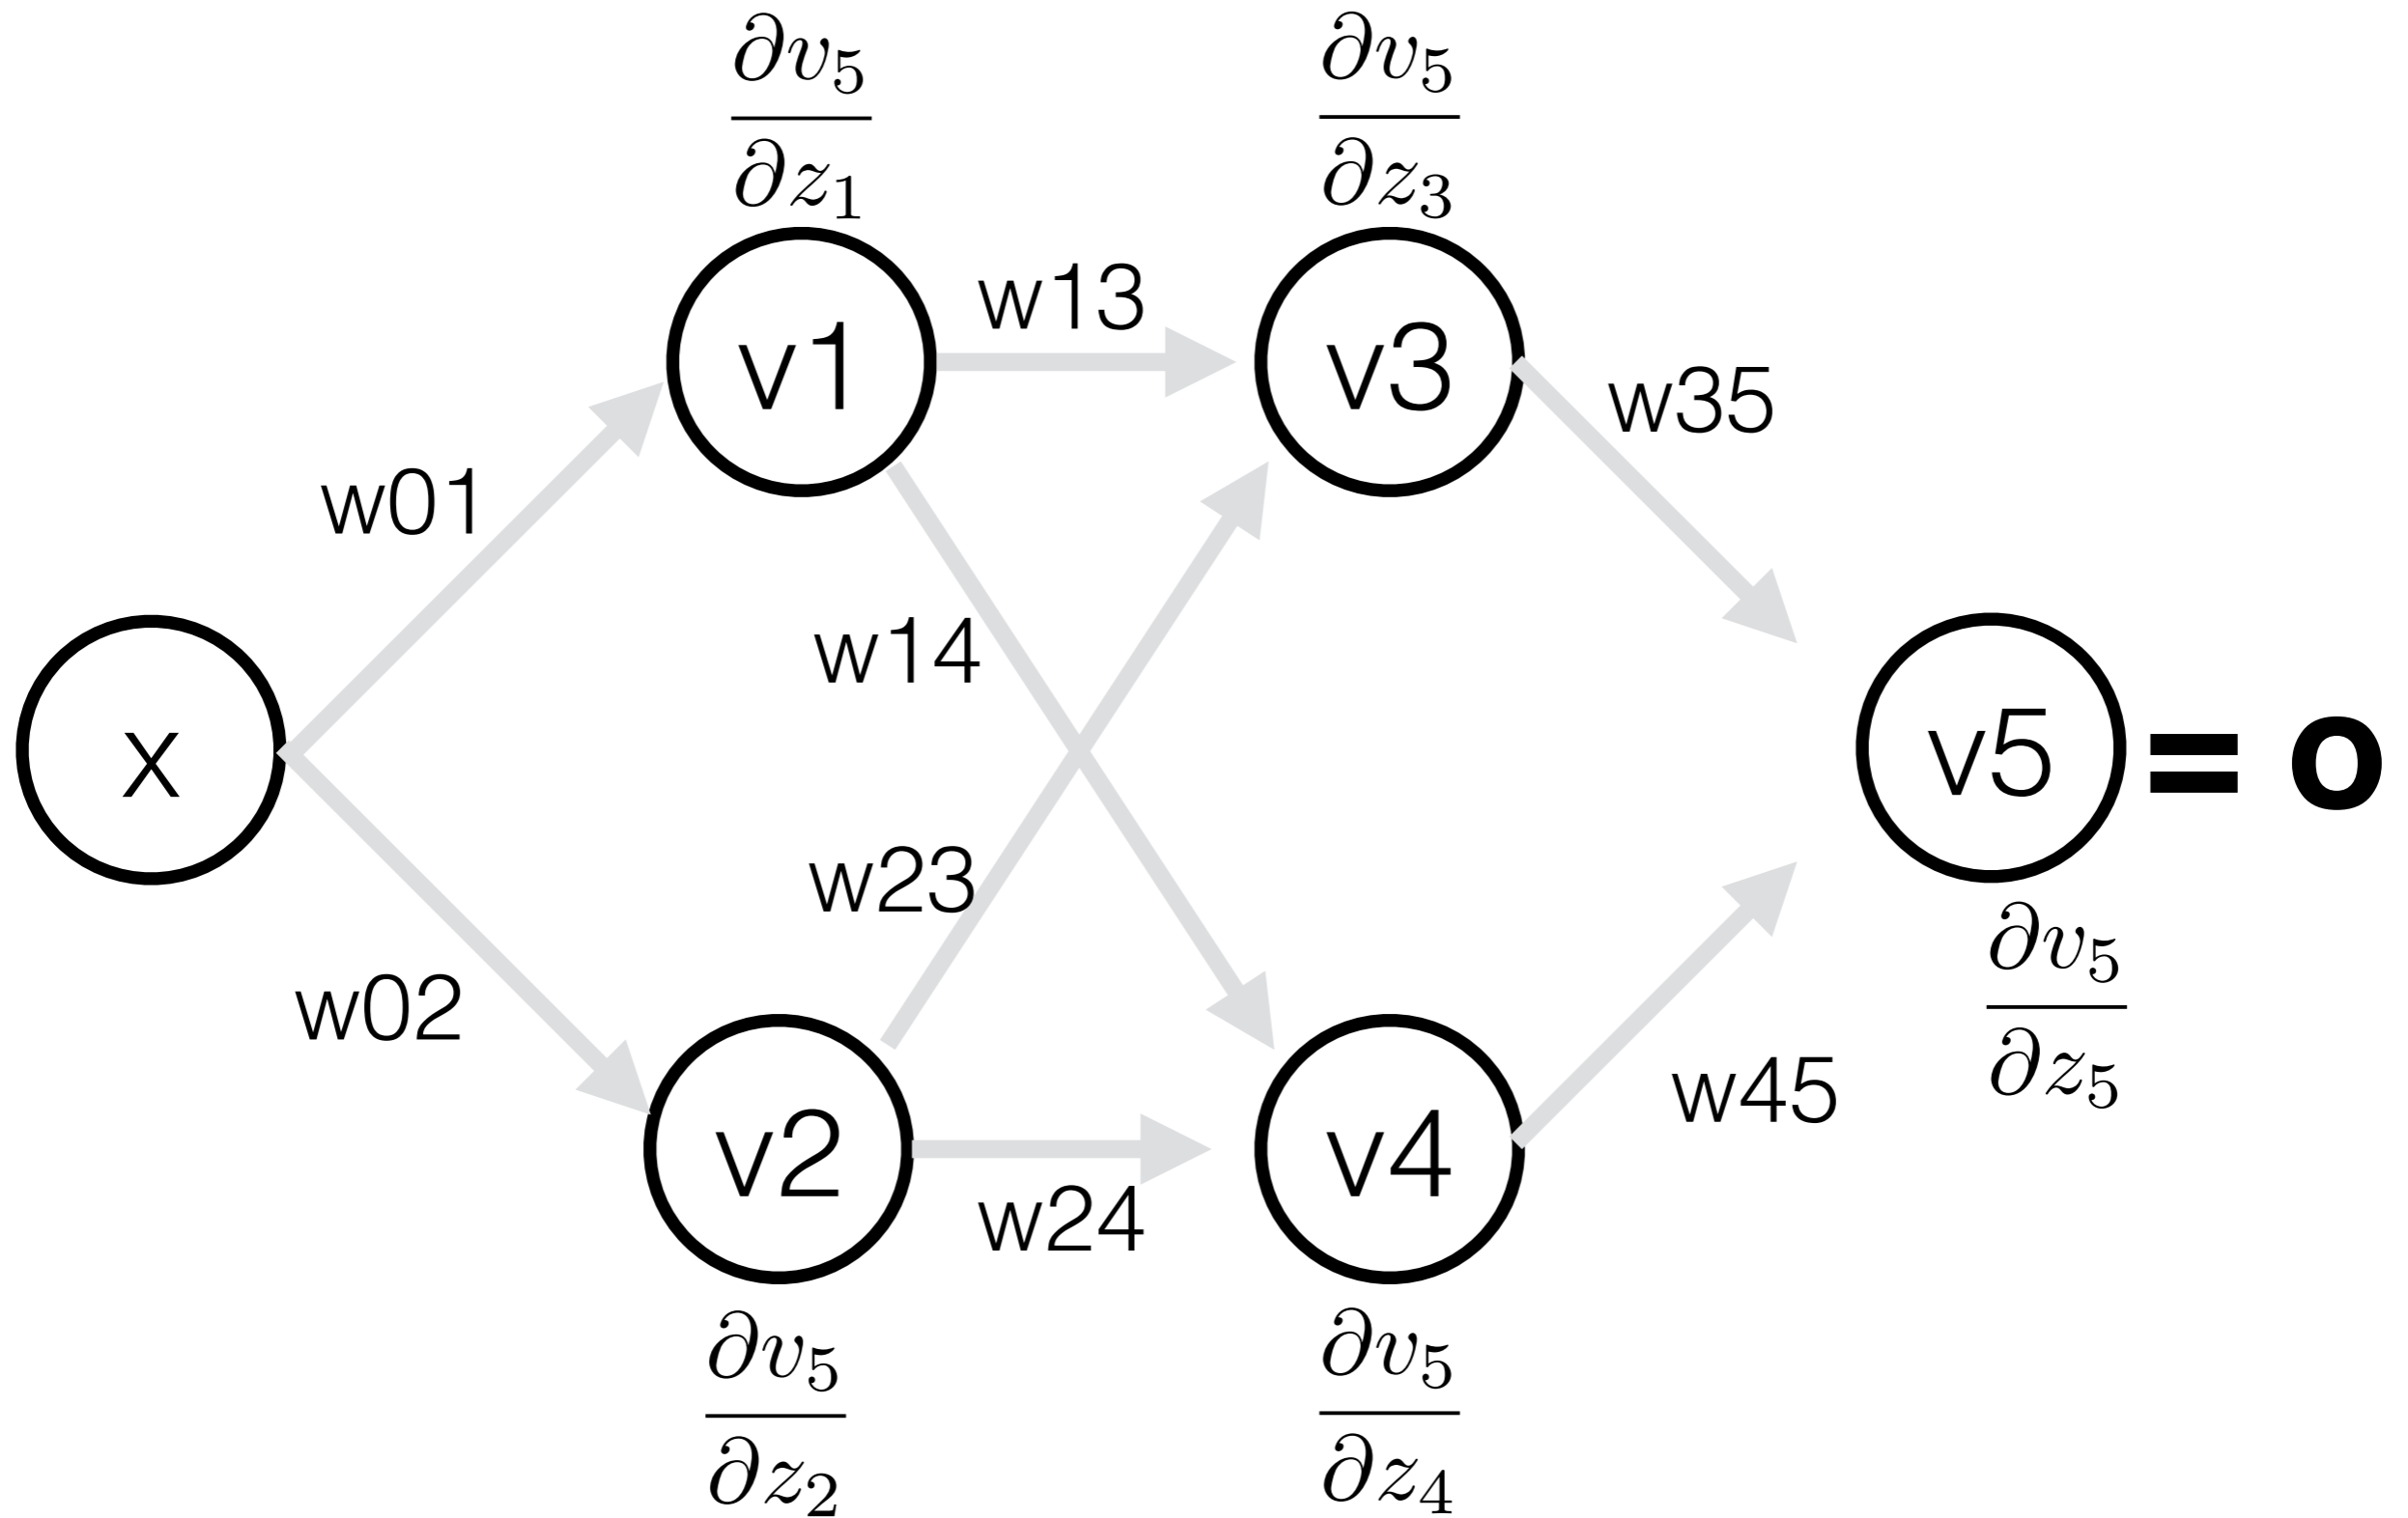 ∂v₅
∂z₁
∂v₅
∂z₃
v1
w13
v3
w35
w01
w14
x
v5
= o
w23
w02
∂v₅
∂z₅
v2
w24
v4
w45
∂v₅
∂z₂
∂v₅
∂z₄